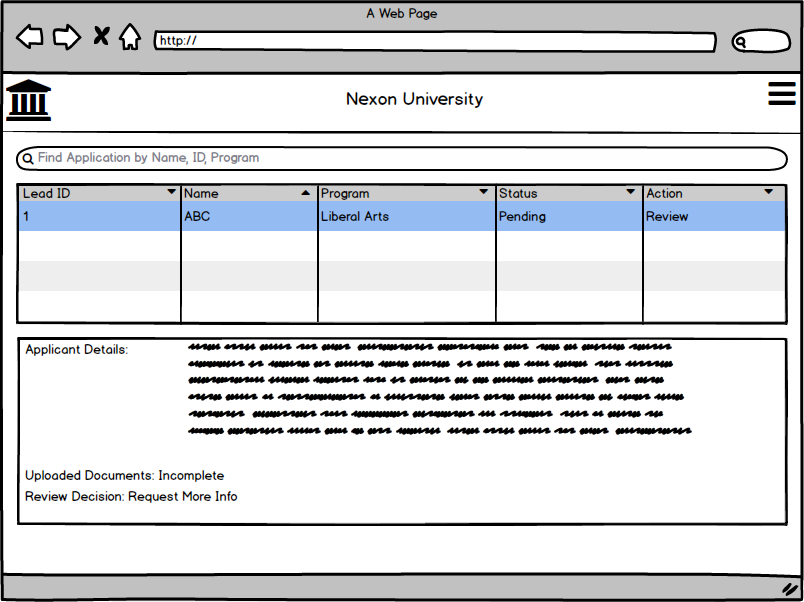 A Web Page
http://
Nexon University
Find Application by Name, ID, Program
Lead ID Name Program Status Action
1 ABC Liberal Arts Pending Review
Applicant Details:
Uploaded Documents: Incomplete
Review Decision: Request More Info